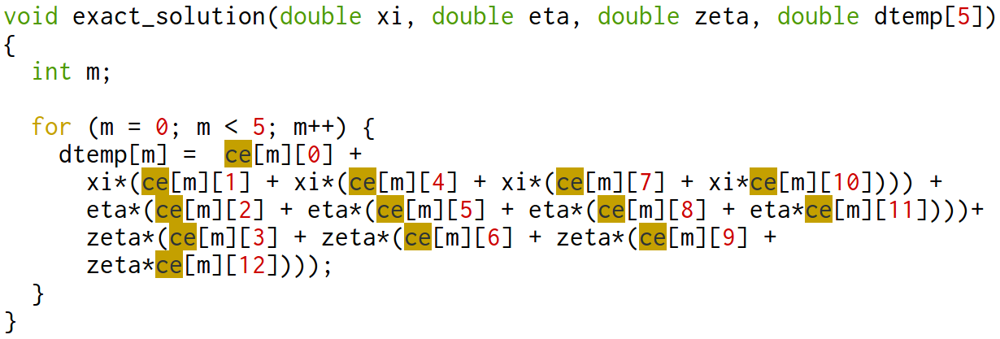 void exact_solution(double xi, double eta, double zeta, double dtemp[5])
{
  int m;

  for (m = 0; m < 5; m++) {
    dtemp[m] =  ce[m][0] +
      xi*(ce[m][1] + xi*(ce[m][4] + xi*(ce[m][7] + xi*ce[m][10]))) +
      eta*(ce[m][2] + eta*(ce[m][5] + eta*(ce[m][8] + eta*ce[m][11])))+
      zeta*(ce[m][3] + zeta*(ce[m][6] + zeta*(ce[m][9] +
      zeta*ce[m][12])));
  }
}